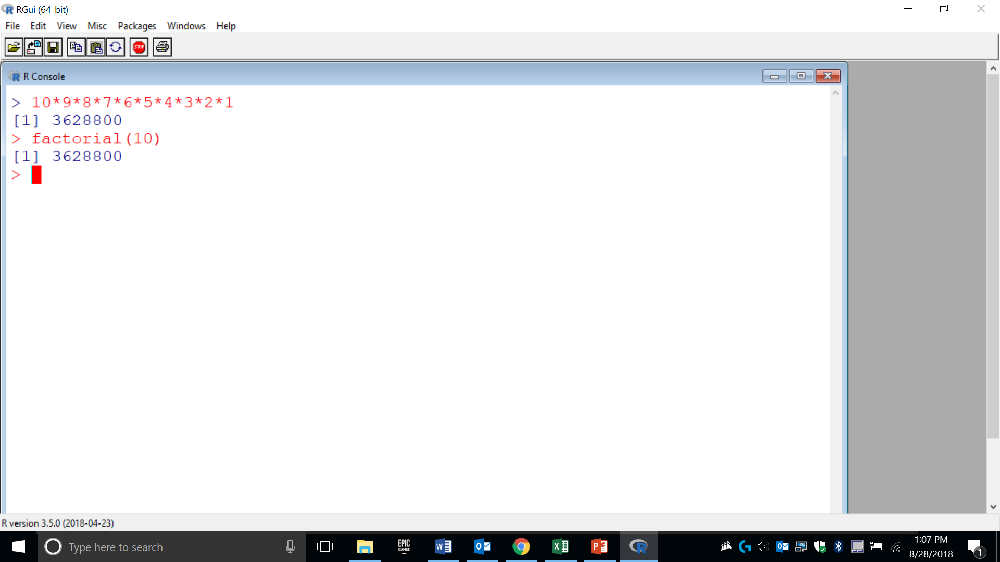 RGui (64-bit)
File Edit View Misc Packages Windows Help
STOP
R Console
> 10*9*8*7*6*5*4*3*2*1
[1] 3628800
> factorial(10)
[1] 3628800
>
R version 3.5.0 (2018-04-23)
Type here to search
EPIC
GAMES
1:07 PM
8/28/2018
1